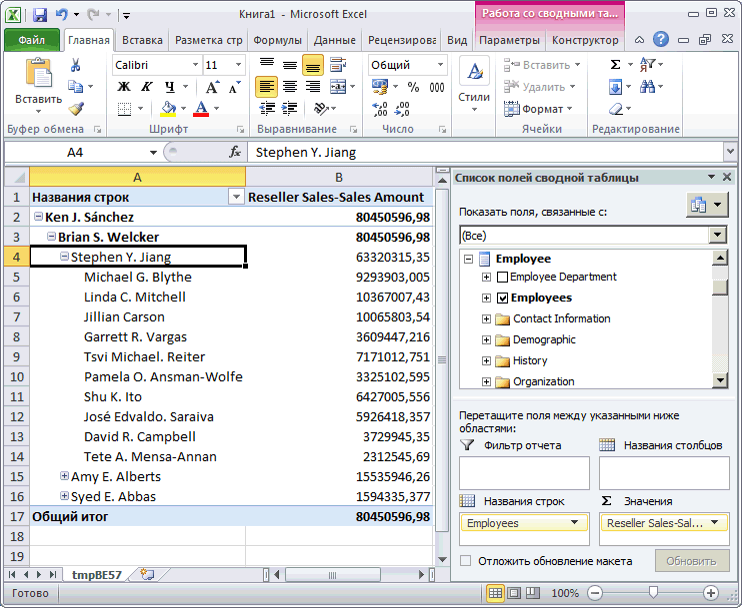 Книга1 - Microsoft Excel
Работа со сводными та...
Файл Главная Вставка Разметка стр Формулы Данные Рецензирова Вид Параметры Конструктор
Вставить
Calibri 11
Ж К Ч
А А
А
Общий
% 000
Стили
А
Вставить
Удалить
Формат
Σ
Буфер обмена Шрифт Выравнивание Число Ячейки Редактирование
A4 fx Stephen Y. Jiang
A B
1 Названия строк Reseller Sales-Sales Amount
2 Ken J. Sánchez 80450596,98
3 Brian S. Welcker 80450596,98
4 Stephen Y. Jiang 63320315,35
5 Michael G. Blythe 9293903,005
6 Linda C. Mitchell 10367007,43
7 Jillian Carson 10065803,54
8 Garrett R. Vargas 3609447,216
9 Tsvi Michael. Reiter 7171012,751
10 Pamela O. Ansman-Wolfe 3325102,595
11 Shu K. Ito 6427005,556
12 José Edvaldo. Saraiva 5926418,357
13 David R. Campbell 3729945,35
14 Tete A. Mensa-Annan 2312545,69
15 Amy E. Alberts 15535946,26
16 Syed E. Abbas 1594335,377
17 Общий итог 80450596,98
18
19
Список полей сводной таблицы
Показать поля, связанные с:
(Все)
Employee
Employee Department
Employees
Contact Information
Demographic
History
Organization
Перетащите поля между указанными ниже
областями:
Фильтр отчета Названия столбцов
Названия строк Σ Значения
Employees Reseller Sales-Sal...
Отложить обновление макета Обновить
tmpBE57
Готово 100%